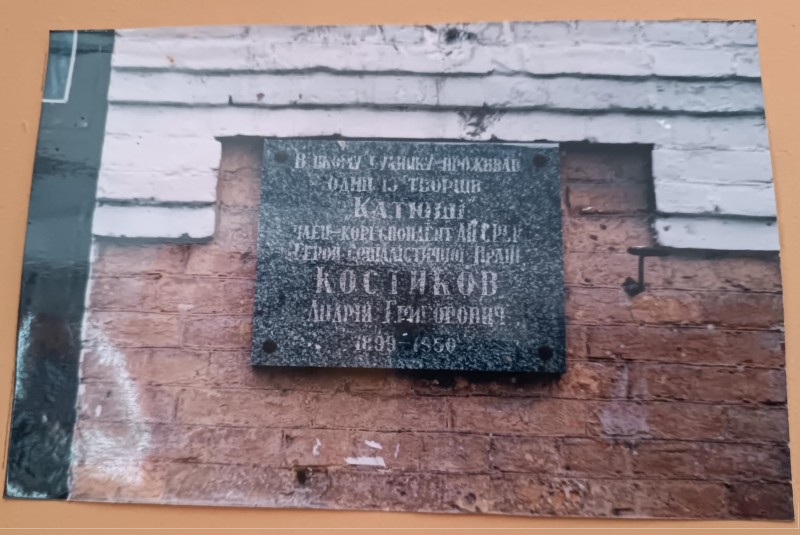 В цьому будинку проживав
один із творців
"Катюші"
член-кореспондент АН СРСР
Герой соціалістичної Праці
КОСТИКОВ
Андрій Григорович
1899-1950